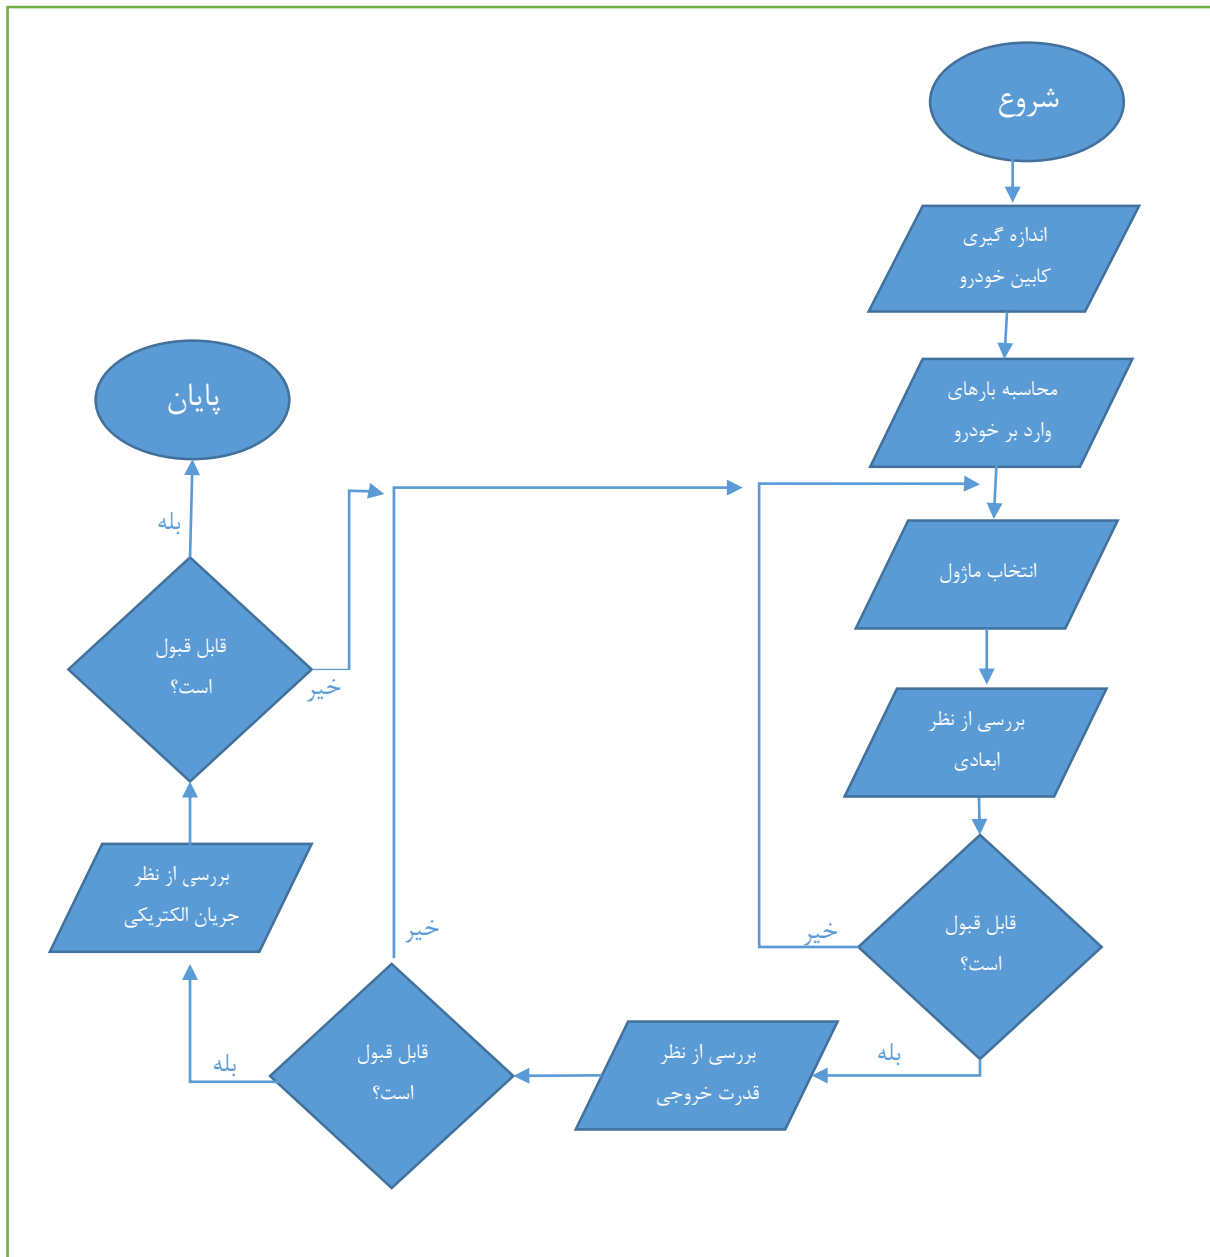 شروع
اندازه گیری
کابین خودرو
محاسبه بارهای
وارد بر خودرو
انتخاب ماژول
بررسی از نظر
ابعادی
قابل قبول
است؟
خیر
بله
بررسی از نظر
قدرت خروجی
قابل قبول
است؟
خیر
بله
بررسی از نظر
جریان الکتریکی
قابل قبول
است؟
خیر
بله
پایان